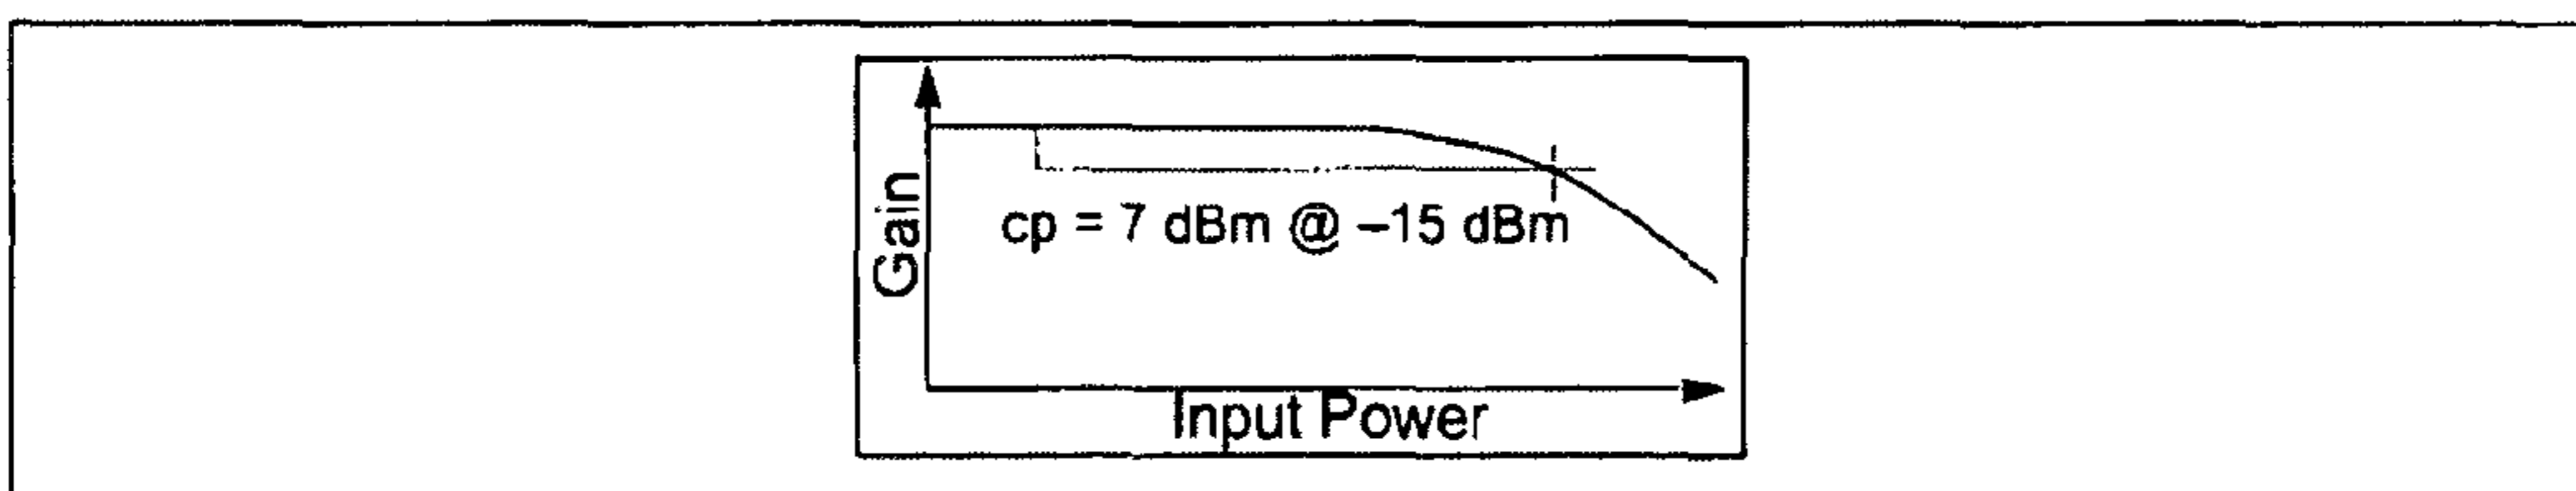 Gain
cp = 7 dBm @ –15 dBm
Input Power